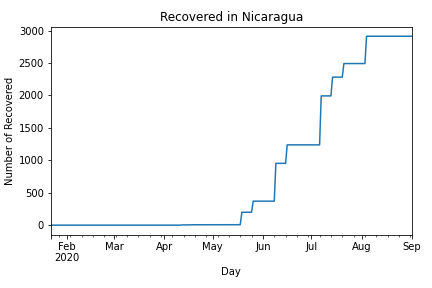 Recovered in Nicaragua
Number of Recovered
3000
2500
2000
1500
1000
500
0
Feb Mar Apr May Jun Jul Aug Sep
2020
Day